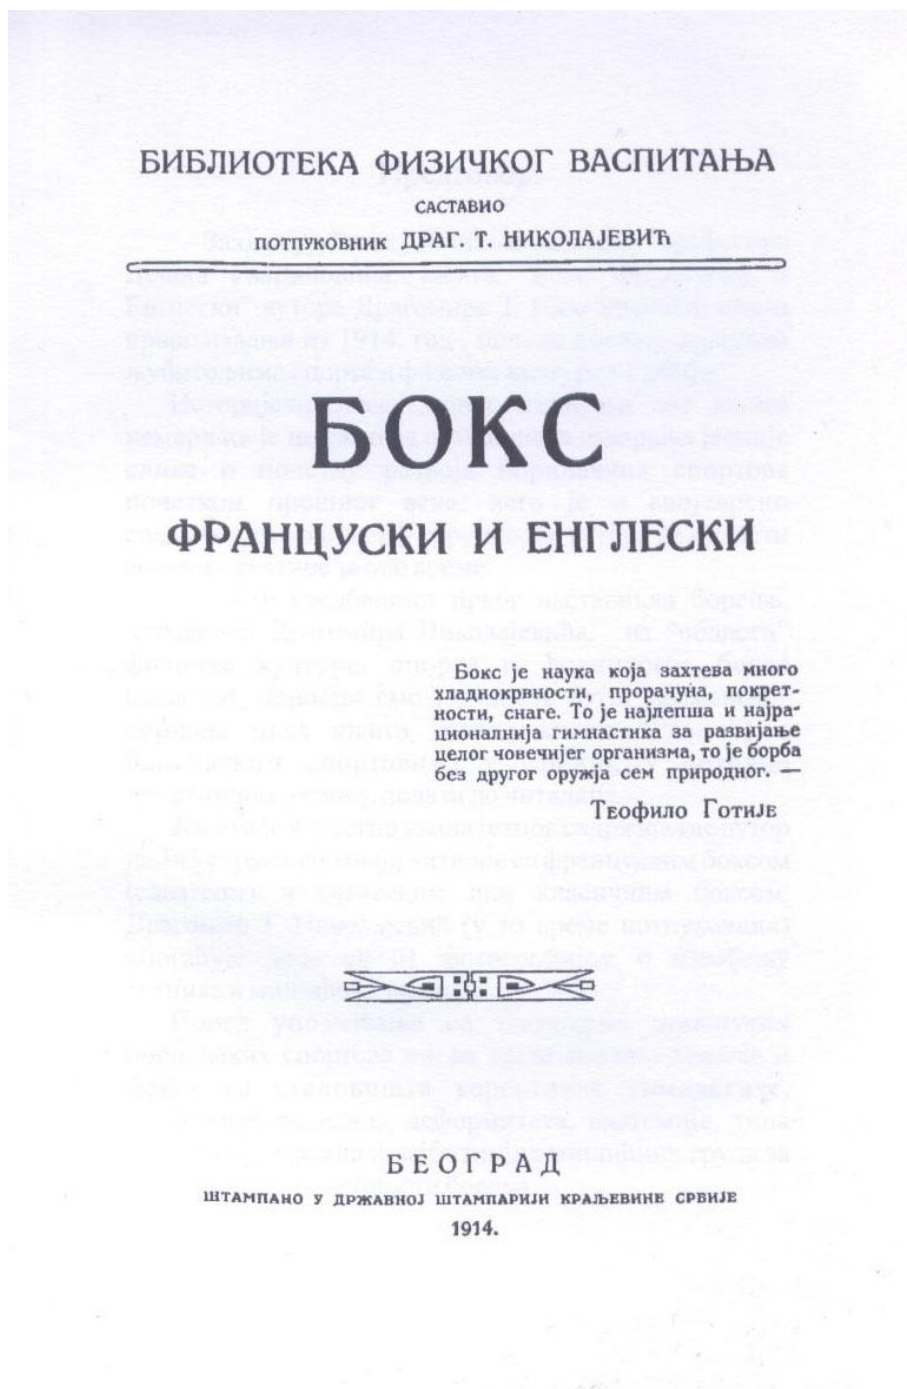 БИБЛИОТЕКА ФИЗИЧКОГ ВАСПИТАЊА
САСТАВИО
ПОТПУКОВНИК ДРАГ. Т. НИКОЛАЈЕВИЋ
БОКС
ФРАНЦУСКИ И ЕНГЛЕСКИ
Бокс је наука која захтева много
хладнокрвности, прорачуна, покрет-
ности, снаге. То је најлепша и најра-
ционалнија гимнастика за развијање
целог човечијег организма, то је борба
без другог оружја сем природног. —
Теофило Готије
БЕОГРАД
ШТАМПАНО У ДРЖАВНОЈ ШТАМПАРИЈИ КРАЉЕВИНЕ СРБИЈЕ
1914.